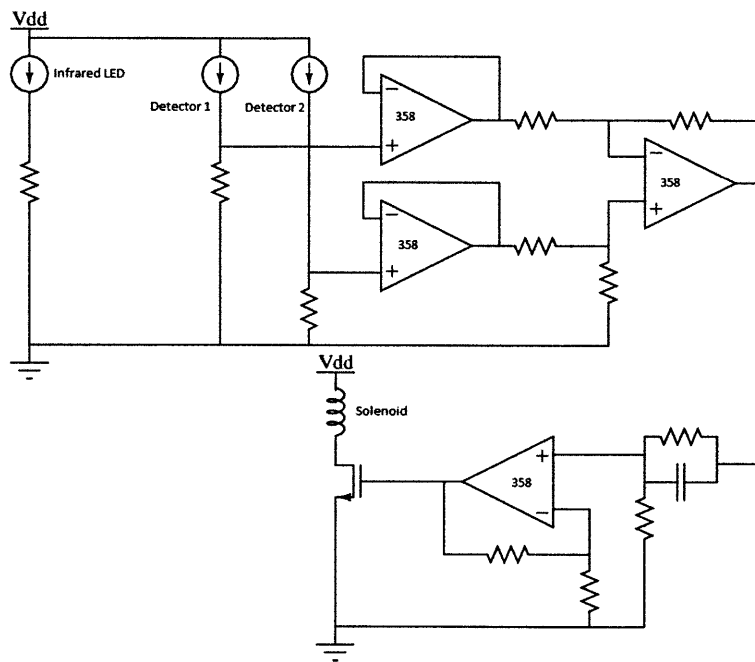 Vdd
Infrared LED
Detector 1
Detector 2
−
358
+
−
358
+
−
358
+
Vdd
Solenoid
+
358
−